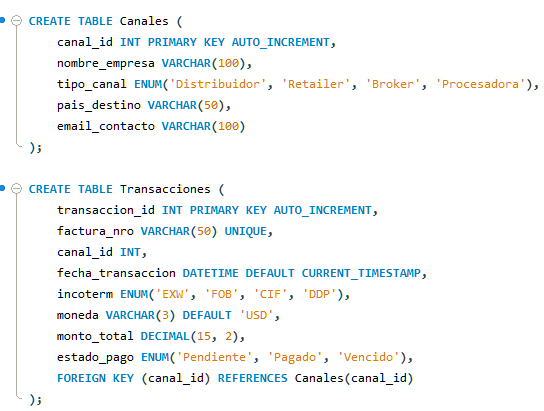 CREATE TABLE Canales (
canal_id INT PRIMARY KEY AUTO_INCREMENT,
nombre_empresa VARCHAR(100),
tipo_canal ENUM('Distribuidor', 'Retailer', 'Broker', 'Procesadora'),
pais_destino VARCHAR(50),
email_contacto VARCHAR(100)
);
CREATE TABLE Transacciones (
transaccion_id INT PRIMARY KEY AUTO_INCREMENT,
factura_nro VARCHAR(50) UNIQUE,
canal_id INT,
fecha_transaccion DATETIME DEFAULT CURRENT_TIMESTAMP,
incoterm ENUM('EXW', 'FOB', 'CIF', 'DDP'),
moneda VARCHAR(3) DEFAULT 'USD',
monto_total DECIMAL(15, 2),
estado_pago ENUM('Pendiente', 'Pagado', 'Vencido'),
FOREIGN KEY (canal_id) REFERENCES Canales(canal_id)
);